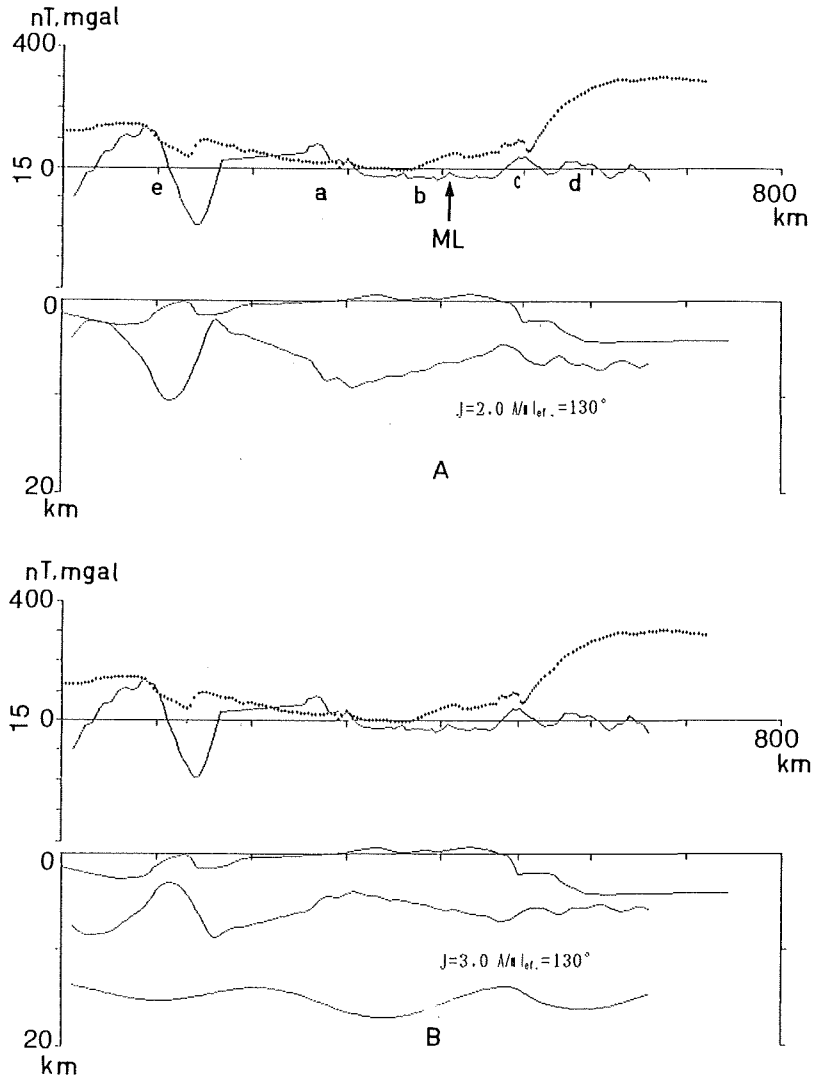 nT,mgal
400
15 0
e a b c d
800
km
ML
0
J=2.0 A/m Ief.=130°
A
20
km
nT,mgal
400
15 0
800
km
0
J=3.0 A/m Ief.=130°
20
B
km